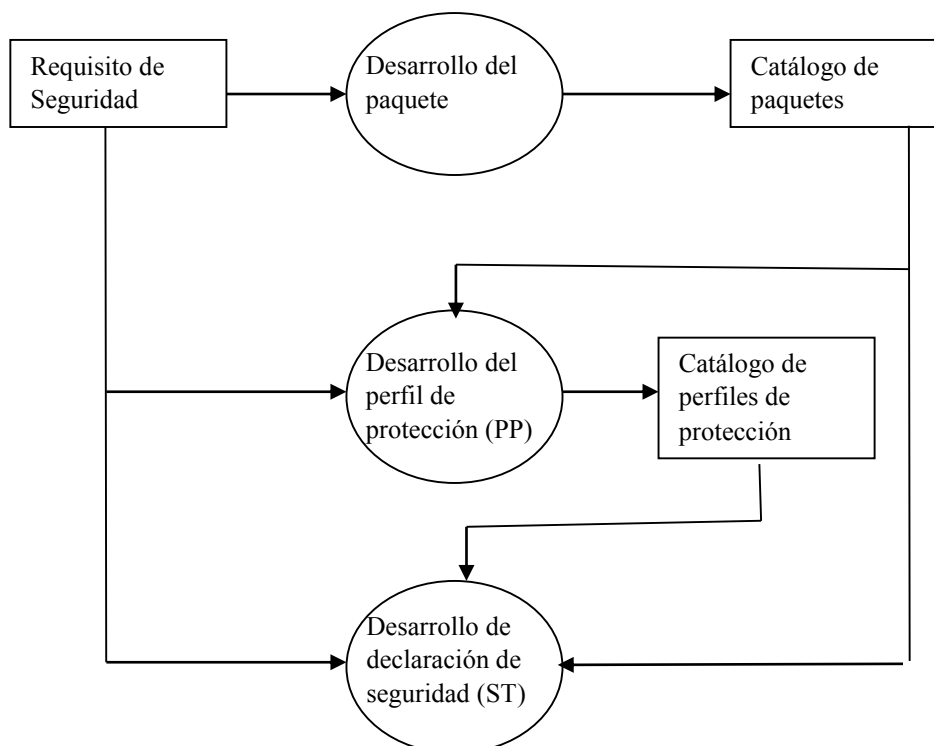 Requisito de
Seguridad
Desarrollo del
paquete
Catálogo de
paquetes
Desarrollo del
perfil de
protección (PP)
Catálogo de
perfiles de
protección
Desarrollo de
declaración de
seguridad (ST)